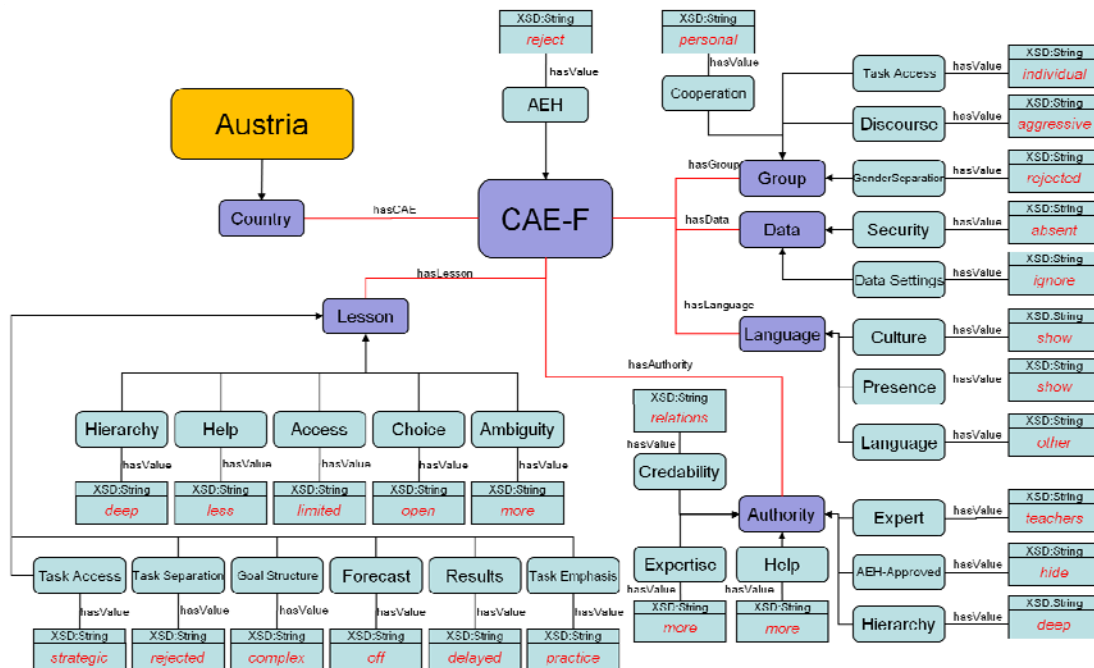 XSD:String
reject
hasValue
AEH
XSD:String
personal
hasValue
Cooperation
Task Access
hasValue
XSD:String
individual
Discourse
hasValue
XSD:String
aggressive
Austria
Country
hasCAE
CAE-F
hasGroup
Group
GenderSeparation
hasValue
XSD:String
rejected
hasData
Data
Security
hasValue
XSD:String
absent
Data Settings
hasValue
XSD:String
ignore
hasLanguage
Language
Culture
hasValue
XSD:String
show
Presence
hasValue
XSD:String
show
Language
hasValue
XSD:String
other
hasLesson
Lesson
hasAuthority
Hierarchy
Help
Access
Choice
Ambiguity
hasValue
hasValue
hasValue
hasValue
hasValue
XSD:String
deep
XSD:String
less
XSD:String
limited
XSD:String
open
XSD:String
more
XSD:String
relations
hasValue
Credability
Authority
Expertise
hasValue
XSD:String
more
Help
hasValue
XSD:String
more
Expert
hasValue
XSD:String
teachers
AEH-Approved
hasValue
XSD:String
hide
Hierarchy
hasValue
XSD:String
deep
Task Access
Task Separation
Goal Structure
Forecast
Results
Task Emphasis
hasValue
hasValue
hasValue
hasValue
hasValue
hasValue
XSD:String
strategic
XSD:String
rejected
XSD:String
complex
XSD:String
off
XSD:String
delayed
XSD:String
practice